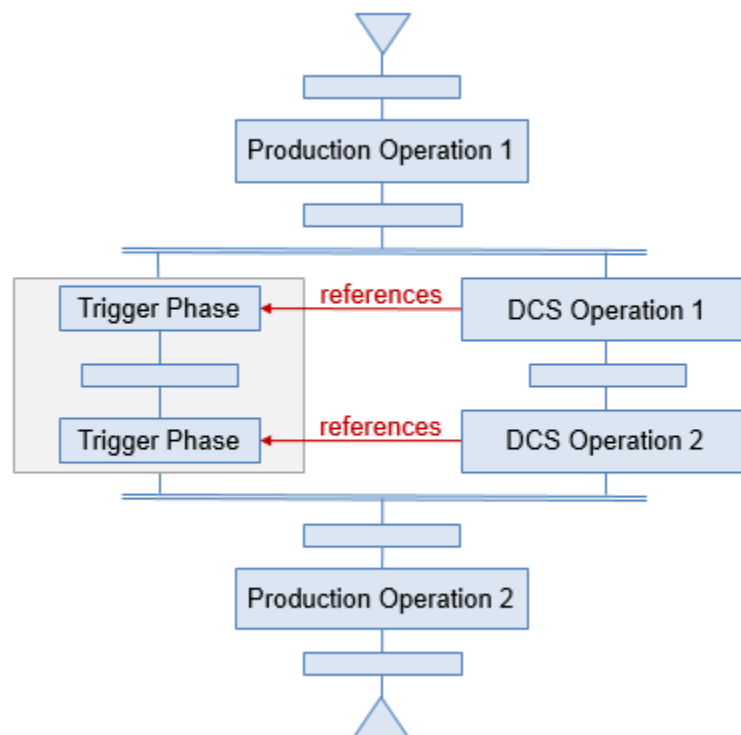 Production Operation 1
Trigger Phase
references
DCS Operation 1
Trigger Phase
references
DCS Operation 2
Production Operation 2